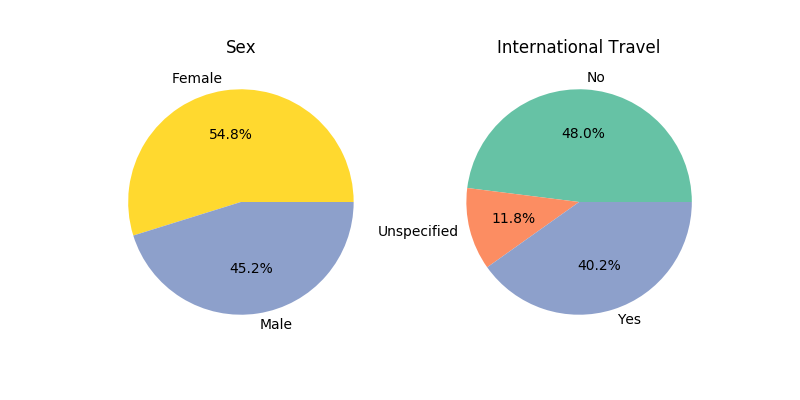 Sex
Female
54.8%
45.2%
Male
International Travel
No
48.0%
Unspecified
11.8%
40.2%
Yes